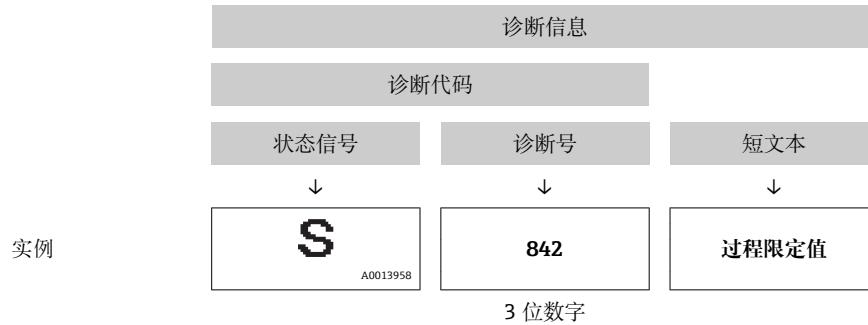 诊断信息
诊断代码
状态信号 诊断号 短文本
↓ ↓ ↓
实例 S 842 过程限定值
A0013958
3 位数字